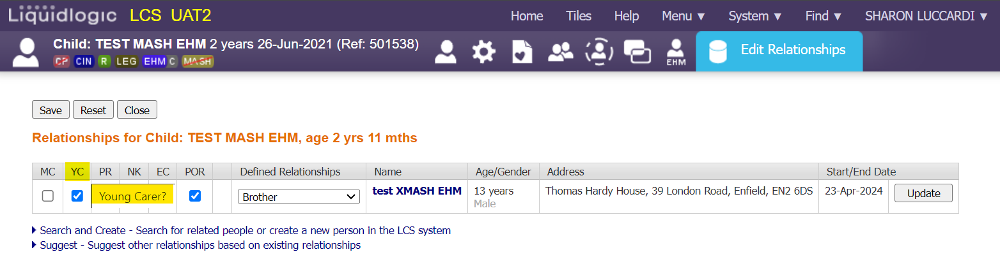 Liquidlogic LCS UAT2 Home Tiles Help Menu ▼ System ▼ Find ▼ SHARON LUCCARDI ▼
Child: TEST MASH EHM 2 years 26-Jun-2021 (Ref: 501538)
CP CIN R LEG EHM C MASH
EHM
Edit Relationships
Save Reset Close
Relationships for Child: TEST MASH EHM, age 2 yrs 11 mths
MC YC PR NK EC POR Defined Relationships Name Age/Gender Address Start/End Date
Young Carer? Brother test XMASH EHM 13 years Thomas Hardy House, 39 London Road, Enfield, EN2 6DS 23-Apr-2024 Update
Male
Search and Create - Search for related people or create a new person in the LCS system
Suggest - Suggest other relationships based on existing relationships